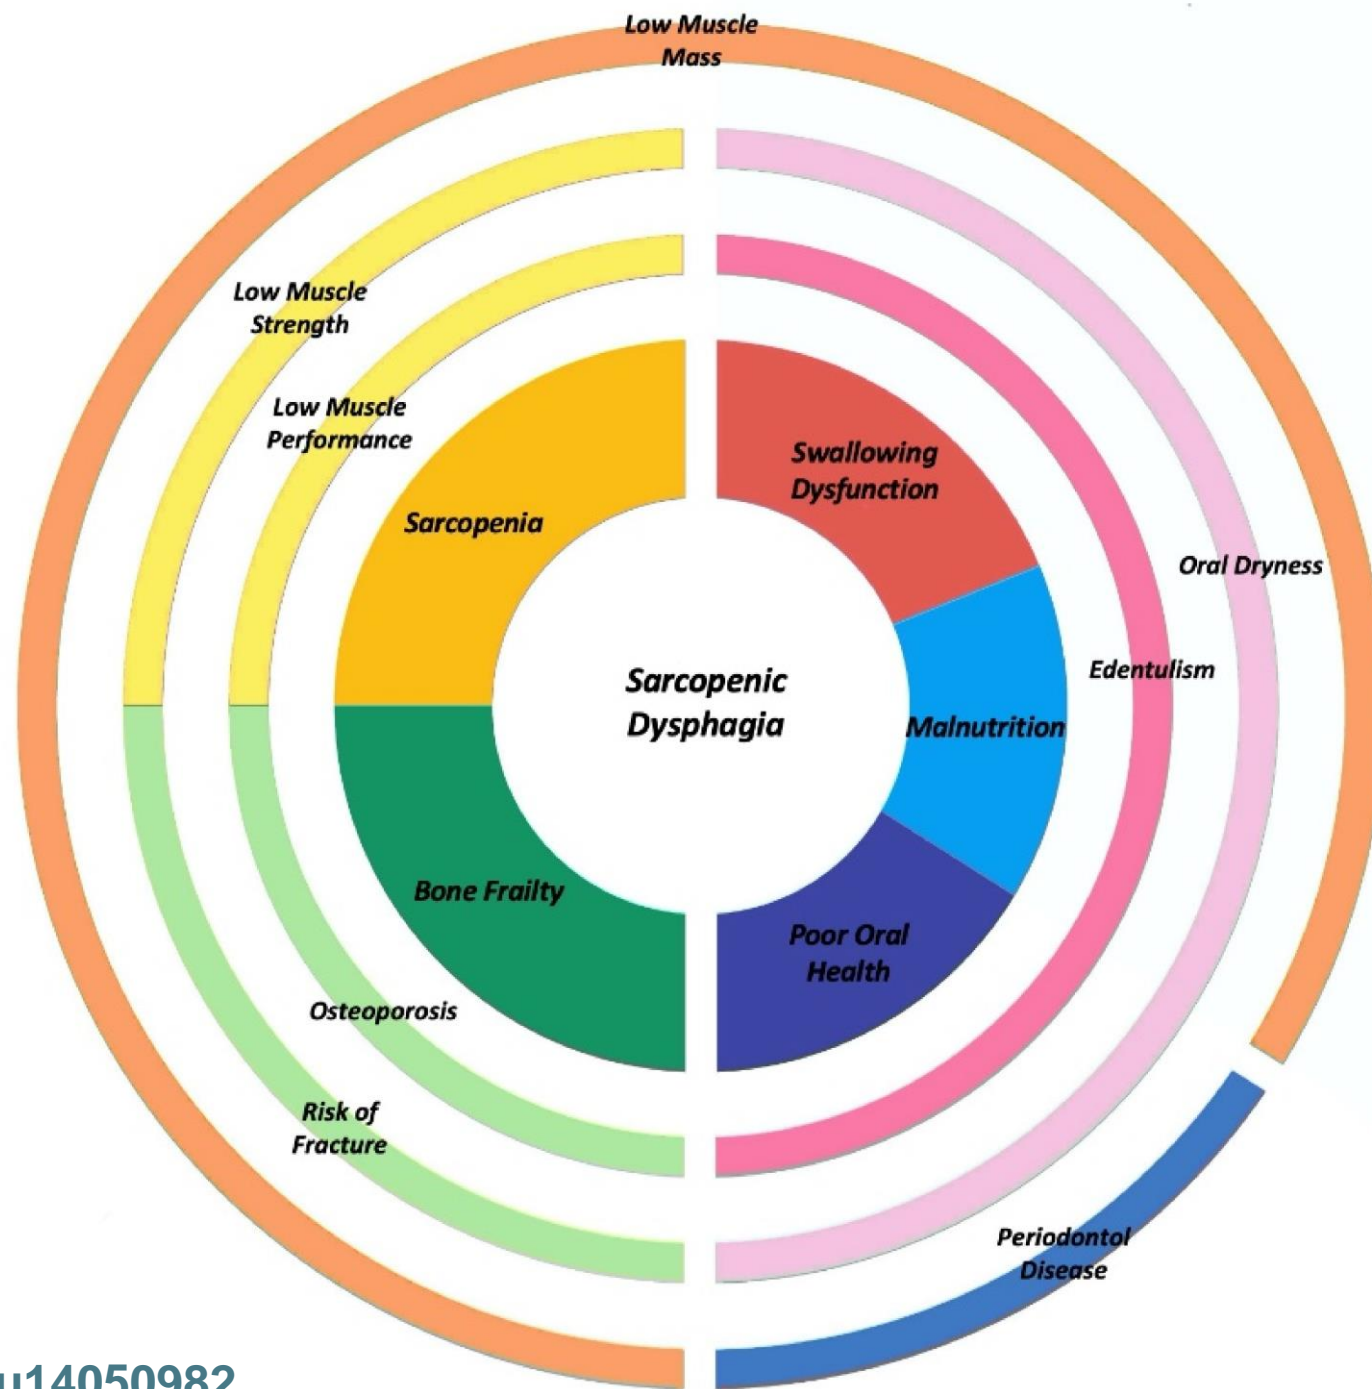 Low Muscle
Mass
Low Muscle
Strength
Low Muscle
Performance
Sarcopenia
Swallowing
Dysfunction
Oral Dryness
Edentulism
Sarcopenic
Dysphagia
Malnutrition
Bone Frailty
Poor Oral
Health
Osteoporosis
Risk of
Fracture
Periodontol
Disease
u14050982